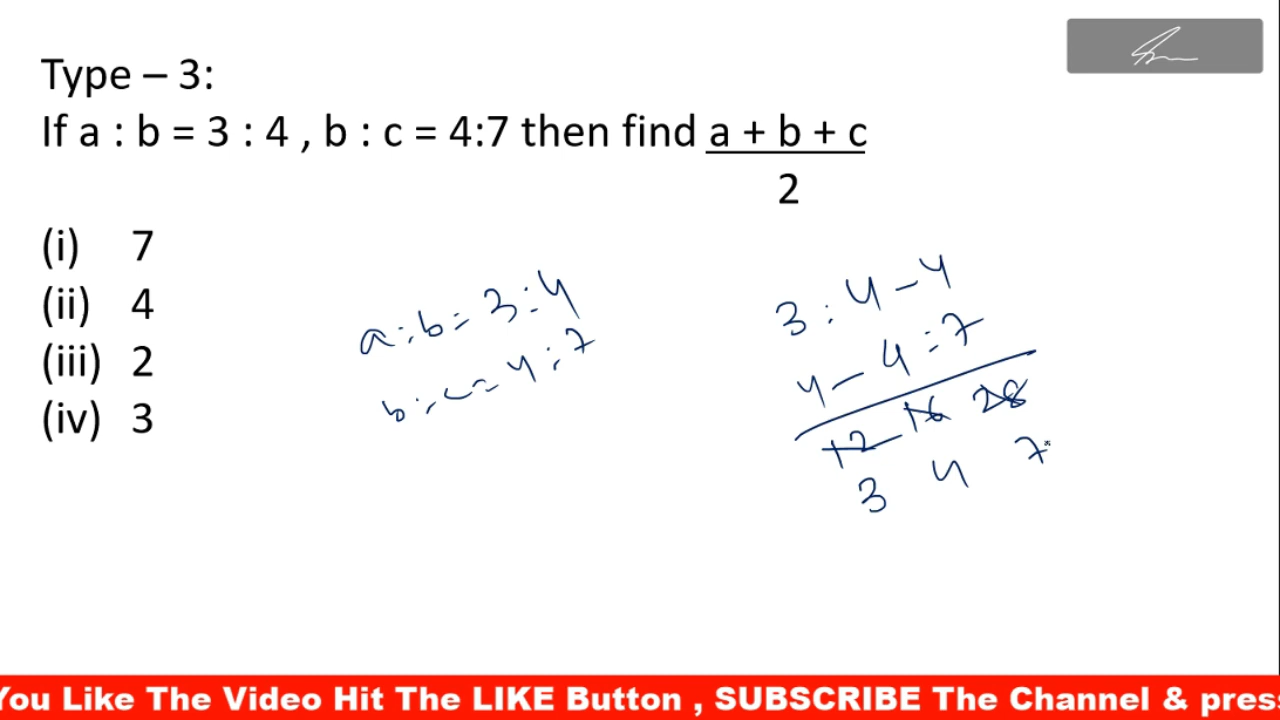 Type – 3:
If a : b = 3 : 4 , b : c = 4:7 then find a + b + c
2
(i) 7
(ii) 4
(iii) 2
(iv) 3
a : b = 3 : 4
b : c = 4 : 7
3 : 4 – 4
4 – 4 : 7
12 16 28
3 4 7
You Like The Video Hit The LIKE Button , SUBSCRIBE The Channel & press